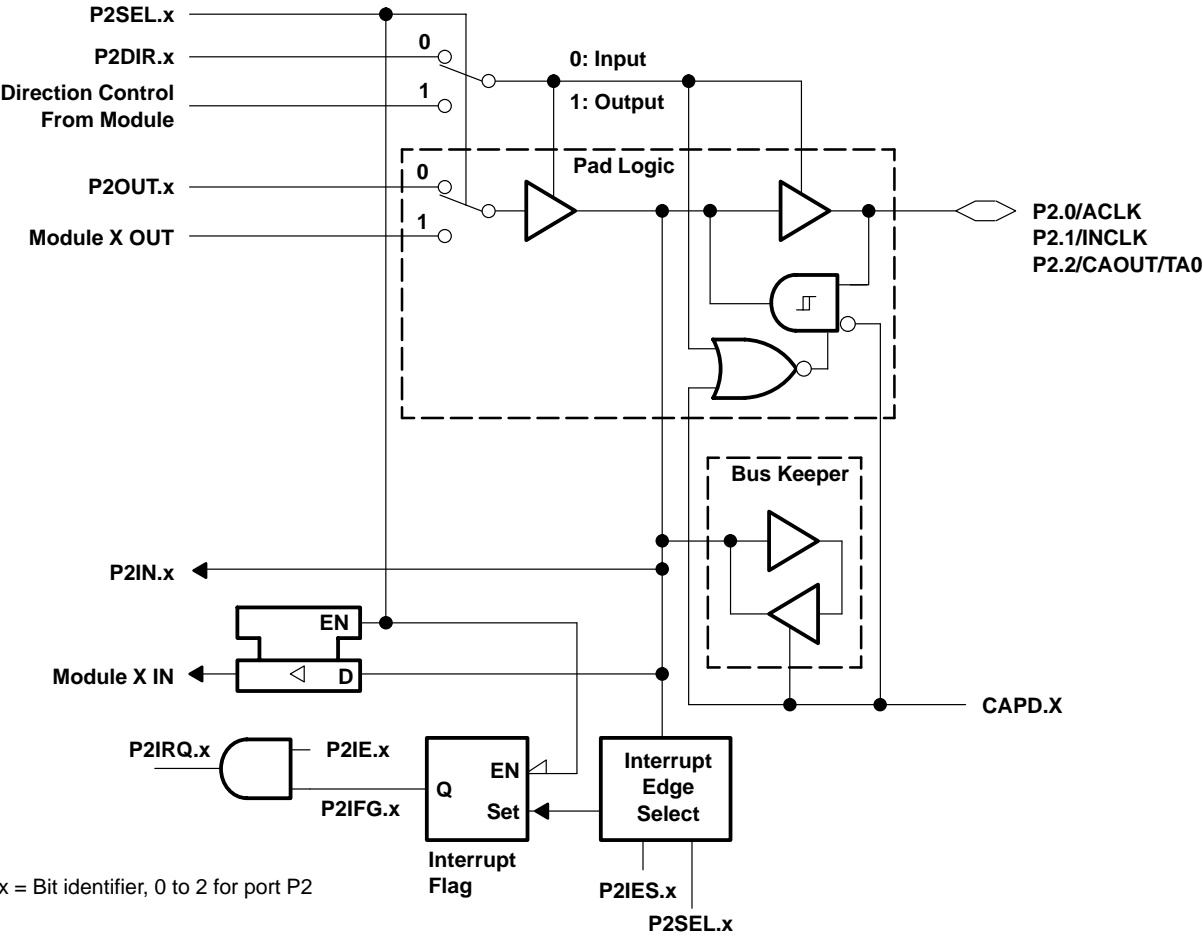 P2SEL.x
P2DIR.x
0
0: Input
Direction Control
From Module
1
1: Output
Pad Logic
P2OUT.x
0
Module X OUT
1
P2.0/ACLK
P2.1/INCLK
P2.2/CAOUT/TA0
Bus Keeper
P2IN.x
EN
Module X IN
D
CAPD.X
P2IRQ.x
P2IE.x
P2IFG.x
Q
EN
Set
Interrupt
Edge
Select
Interrupt
Flag
P2IES.x
P2SEL.x
x = Bit identifier, 0 to 2 for port P2